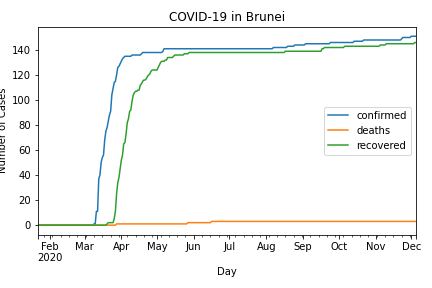 COVID-19 in Brunei
Number of Cases
140
120
100
80
60
40
20
0
confirmed
deaths
recovered
Feb Mar Apr May Jun Jul Aug Sep Oct Nov Dec
2020
Day